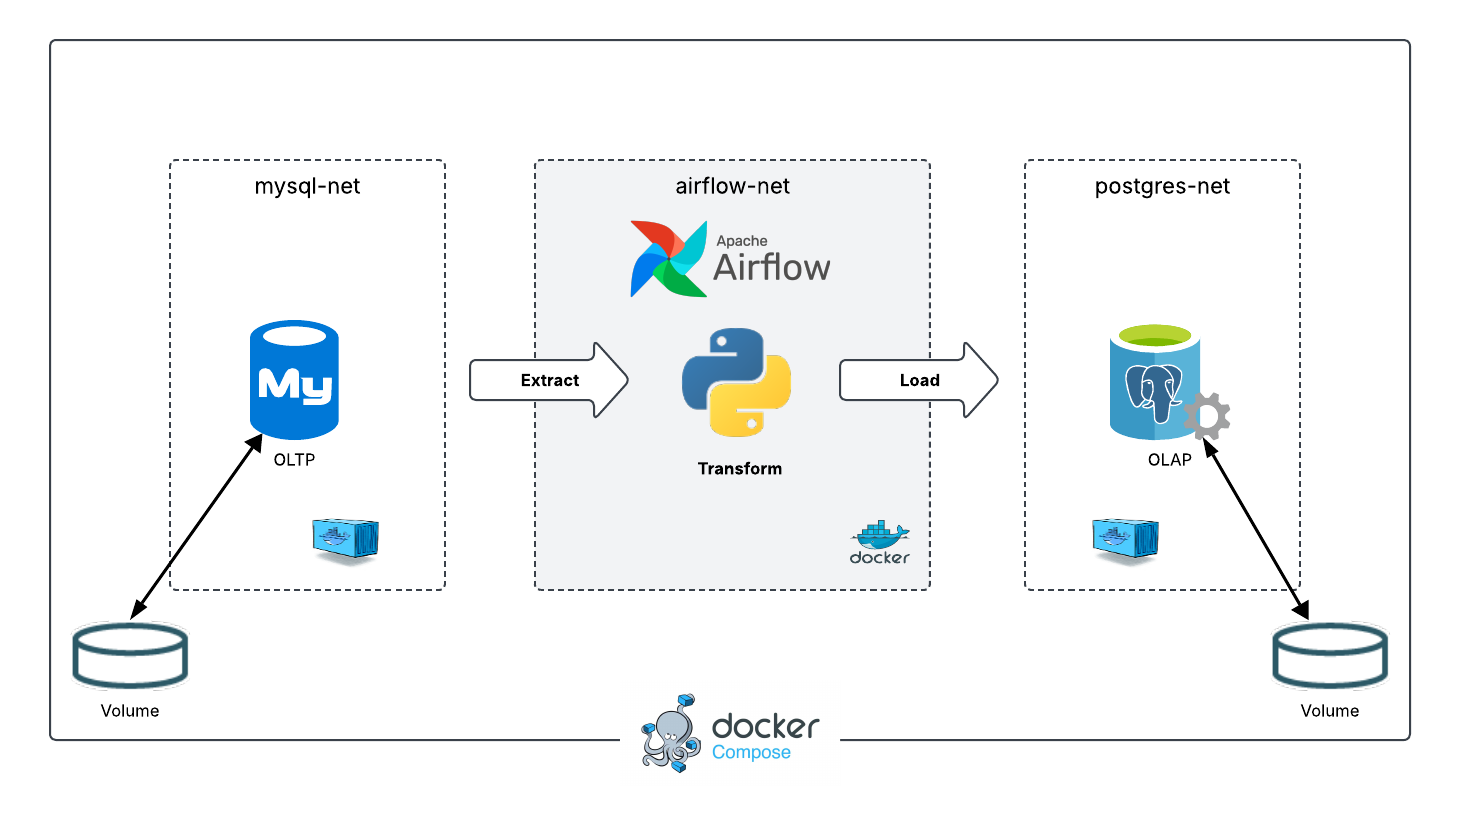 mysql-net
airflow-net
postgres-net
Apache
Airflow
My
Extract
Load
Transform
OLTP
OLAP
docker
Volume
Volume
docker
Compose